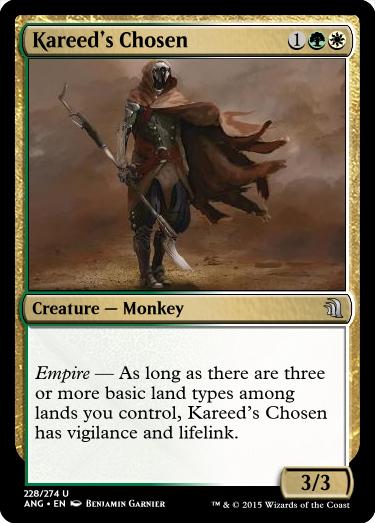 Kareed's Chosen 1
Creature — Monkey
Empire — As long as there are three
or more basic land types among
lands you control, Kareed's Chosen
has vigilance and lifelink.
3/3
228/274 U
ANG • EN Benjamin Garnier
™ & © 2015 Wizards of the Coast